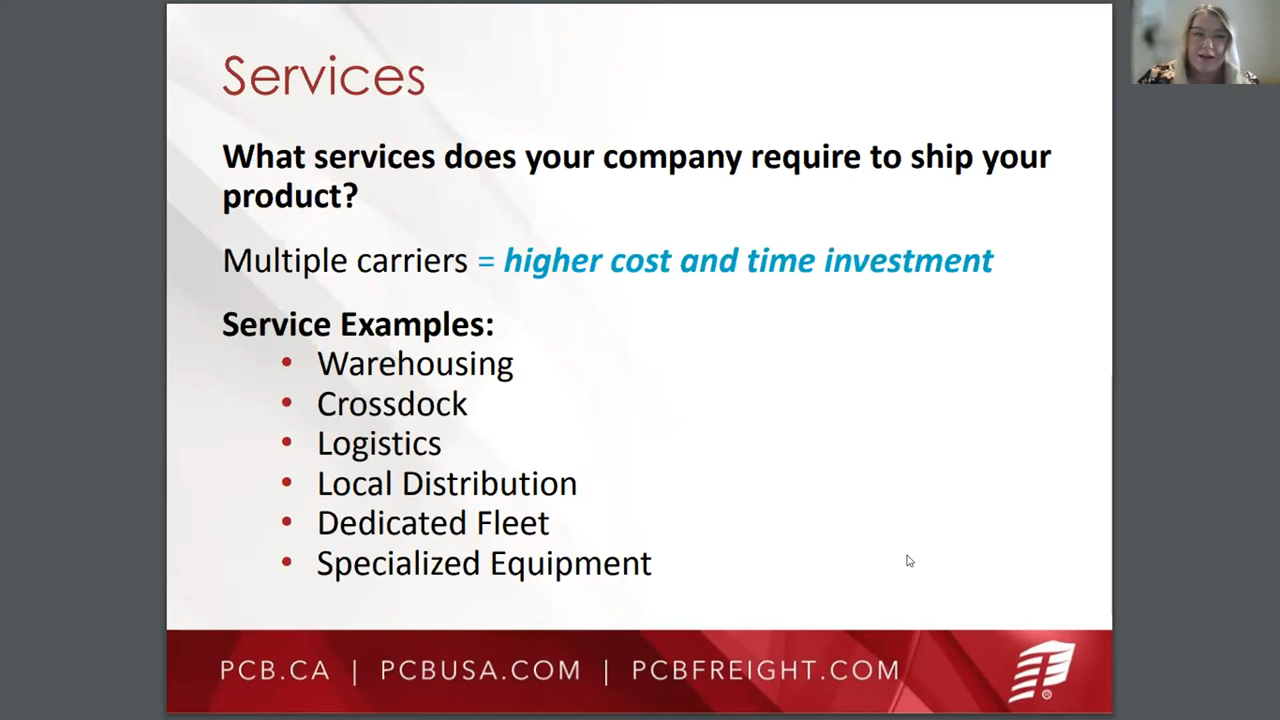 Services
What services does your company require to ship your
product?
Multiple carriers = higher cost and time investment
Service Examples:
• Warehousing
• Crossdock
• Logistics
• Local Distribution
• Dedicated Fleet
• Specialized Equipment
PCB.CA | PCBUSA.COM | PCBFREIGHT.COM
®